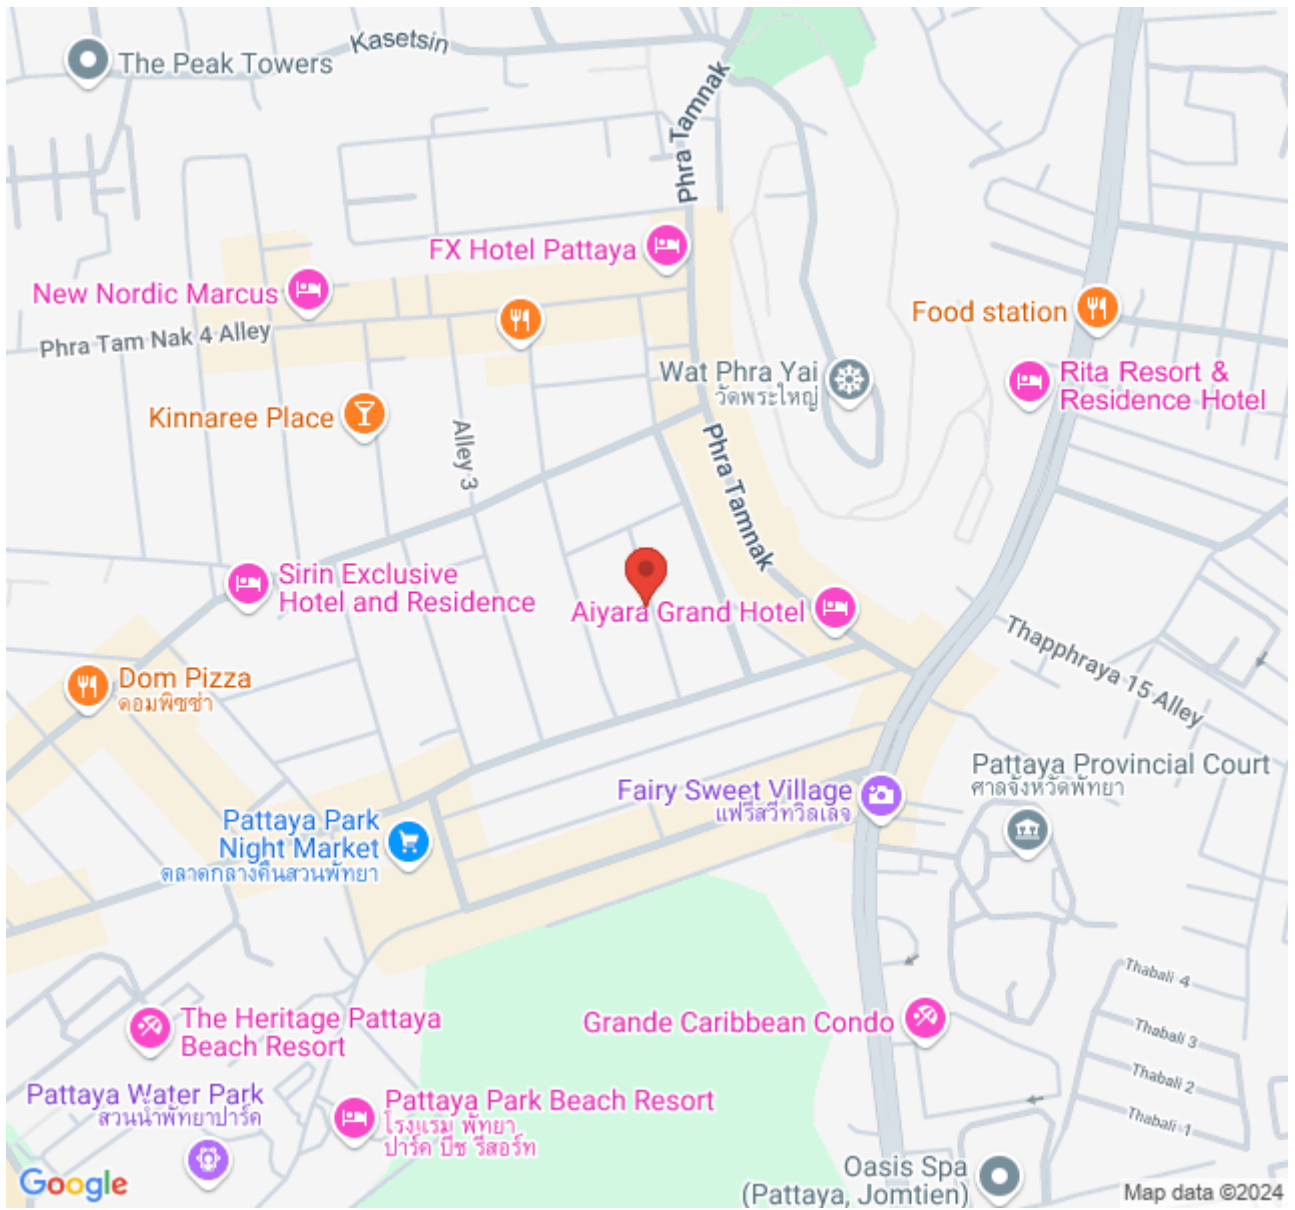 Kasetsin
The Peak Towers
Phra Tamnak
FX Hotel Pattaya
New Nordic Marcus
Phra Tam Nak 4 Alley
Food station
Wat Phra Yai
วัดพระใหญ่
Rita Resort &
Residence Hotel
Kinnaree Place
Alley 3
Phra Tamnak
Sirin Exclusive
Hotel and Residence
Aiyara Grand Hotel
Thapphraya 15 Alley
Dom Pizza
ดอมพิซซ่า
Pattaya Provincial Court
ศาลจังหวัดพัทยา
Fairy Sweet Village
แฟรี่สวีทวิลเลจ
Pattaya Park
Night Market
ตลาดกลางคืนสวนพัทยา
Thabali 4
Grande Caribbean Condo
The Heritage Pattaya
Beach Resort
Thabali 3
Thabali 2
Pattaya Water Park
สวนน้ําพัทยาปาร์ค
Pattaya Park Beach Resort
โรงแรม พัทยา
ปาร์ค บีช รีสอร์ท
Thabali 1
Oasis Spa
(Pattaya, Jomtien)
Google
Map data ©2024